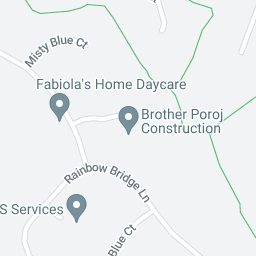 Misty Blue Ct
Fabiola's Home Daycare
Brother Poroj
Construction
Rainbow Bridge Ln
S Services
Blue Ct